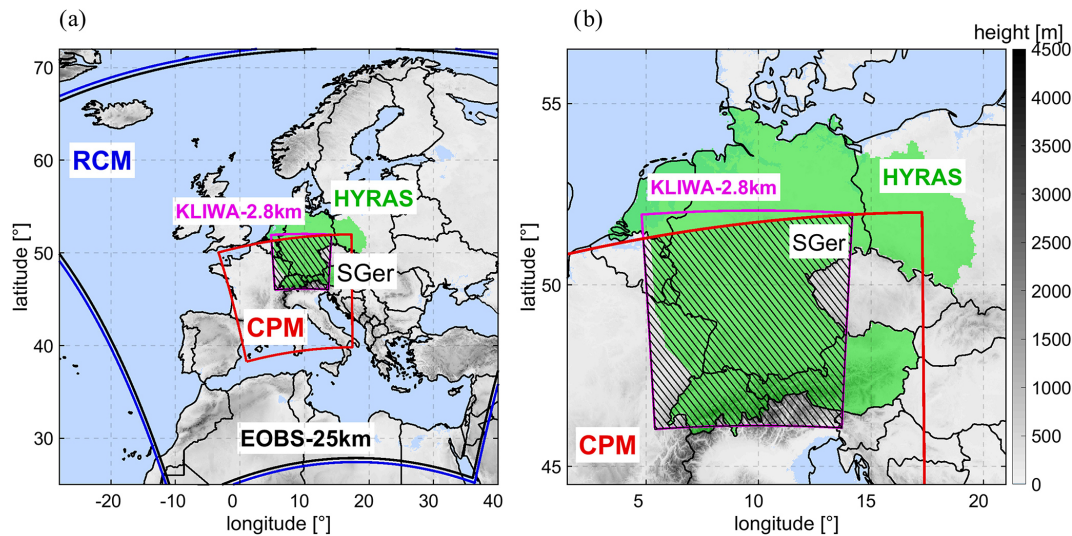 (a)
(b)
height [m]
70
60
50
40
30
-20
-10
0
10
20
30
40
latitude [°]
longitude [°]
RCM
HYRAS
KLIWA-2.8km
SGer
CPM
EOBS-25km
55
50
45
5
10
15
20
latitude [°]
longitude [°]
KLIWA-2.8km
HYRAS
SGer
CPM
4500
4000
3500
3000
2500
2000
1500
1000
500
0